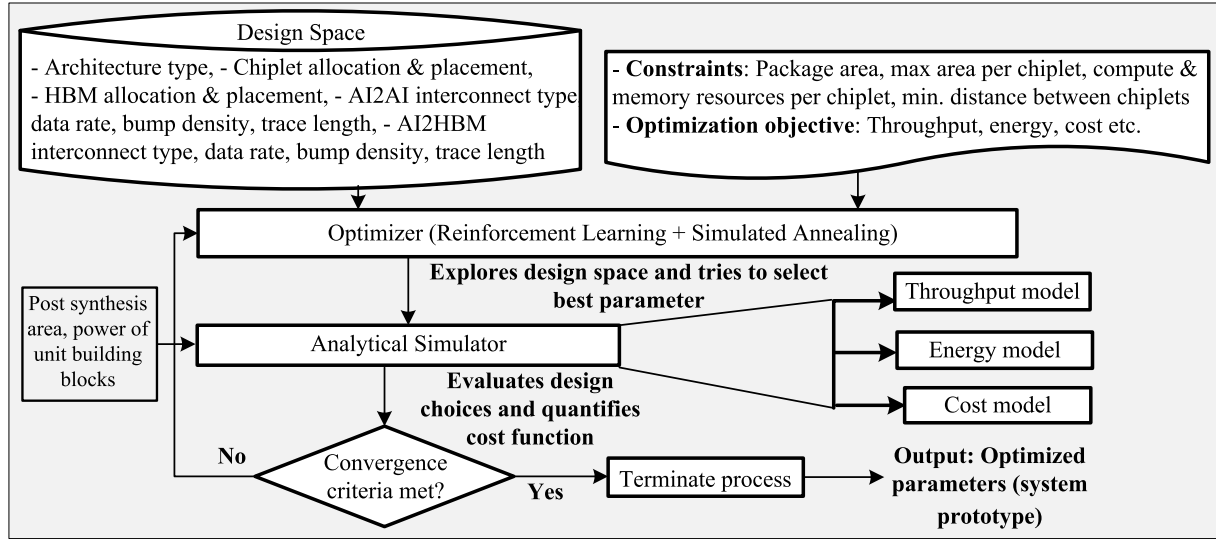 Design Space
- Architecture type, - Chiplet allocation & placement,
- HBM allocation & placement, - AI2AI interconnect type
data rate, bump density, trace length, - AI2HBM
interconnect type, data rate, bump density, trace length
- Constraints: Package area, max area per chiplet, compute &
memory resources per chiplet, min. distance between chiplets
- Optimization objective: Throughput, energy, cost etc.
Optimizer (Reinforcement Learning + Simulated Annealing)
Explores design space and tries to select
best parameter
Post synthesis
area, power of
unit building
blocks
Analytical Simulator
Throughput model
Energy model
Cost model
Evaluates design
choices and quantifies
cost function
Convergence
criteria met?
No
Yes
Terminate process
Output: Optimized
parameters (system
prototype)